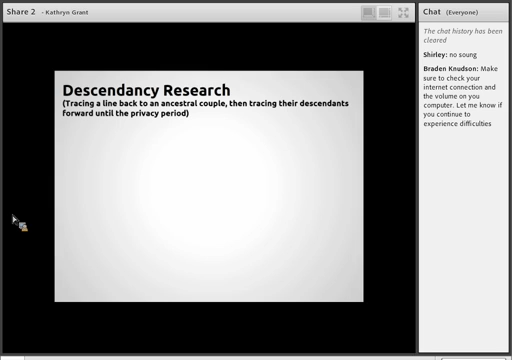 Share 2 - Kathryn Grant
Descendancy Research
(Tracing a line back to an ancestral couple, then tracing their descendants
forward until the privacy period)
Chat (Everyone)
The chat history has been
cleared
Shirley: no soung
Braden Knudson: Make
sure to check your
internet connection and
the volume on you
computer. Let me know if
you continue to
experience difficulties